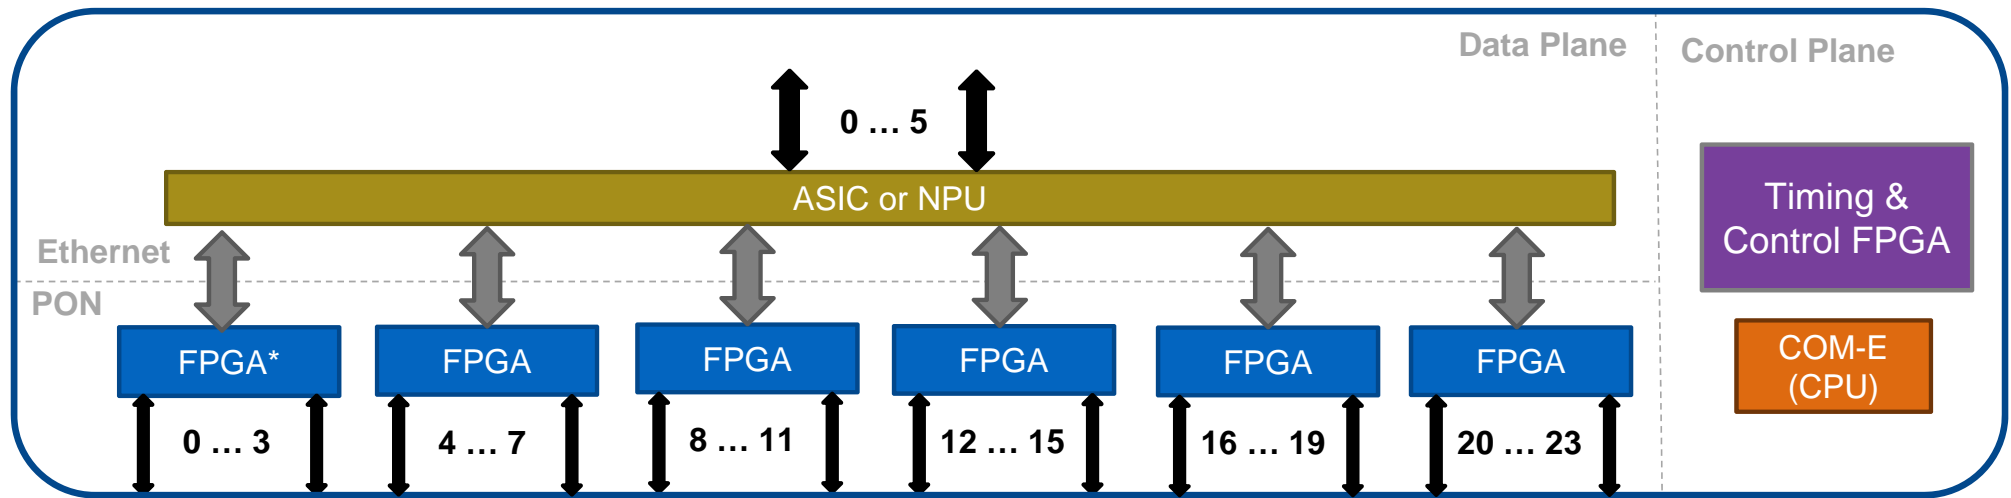 Data Plane
Control Plane
0 ... 5
ASIC or NPU
Timing &
Control FPGA
Ethernet
PON
FPGA*
FPGA
FPGA
FPGA
FPGA
FPGA
COM-E
(CPU)
0 ... 3
4 ... 7
8 ... 11
12 ... 15
16 ... 19
20 ... 23